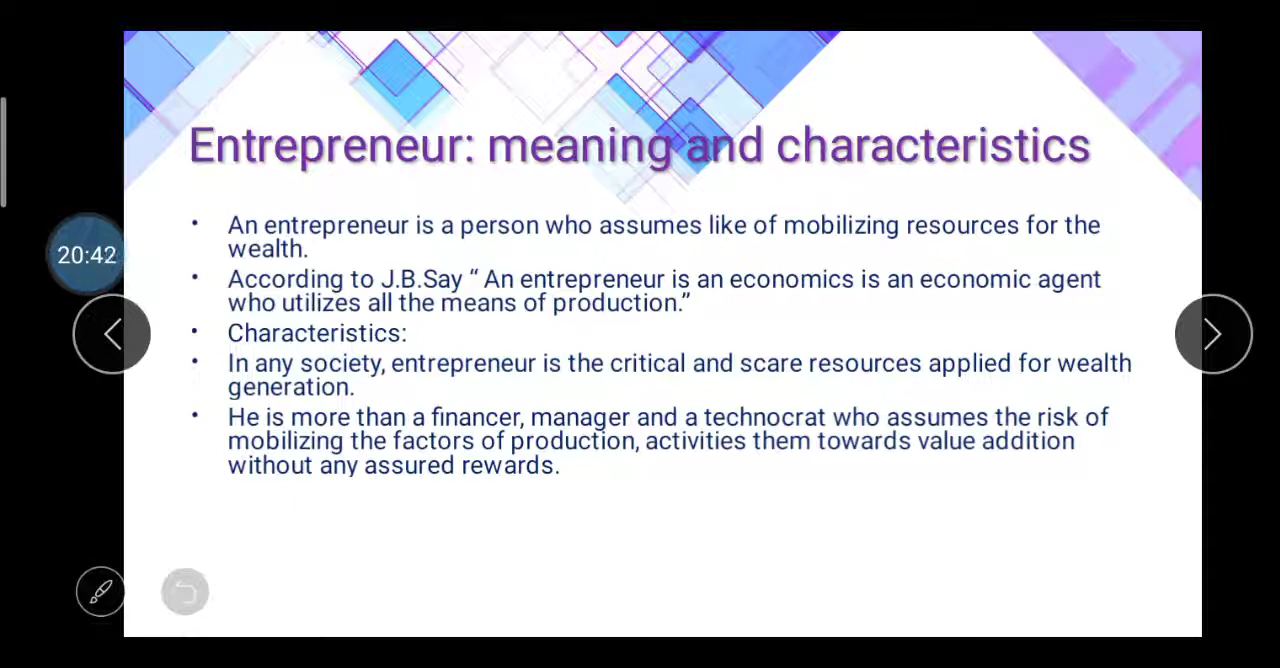 Entrepreneur: meaning and characteristics
• An entrepreneur is a person who assumes like of mobilizing resources for the
wealth.
20:42
• According to J.B.Say “ An entrepreneur is an economics is an economic agent
who utilizes all the means of production.”
• Characteristics:
• In any society, entrepreneur is the critical and scare resources applied for wealth
generation.
• He is more than a financer, manager and a technocrat who assumes the risk of
mobilizing the factors of production, activities them towards value addition
without any assured rewards.